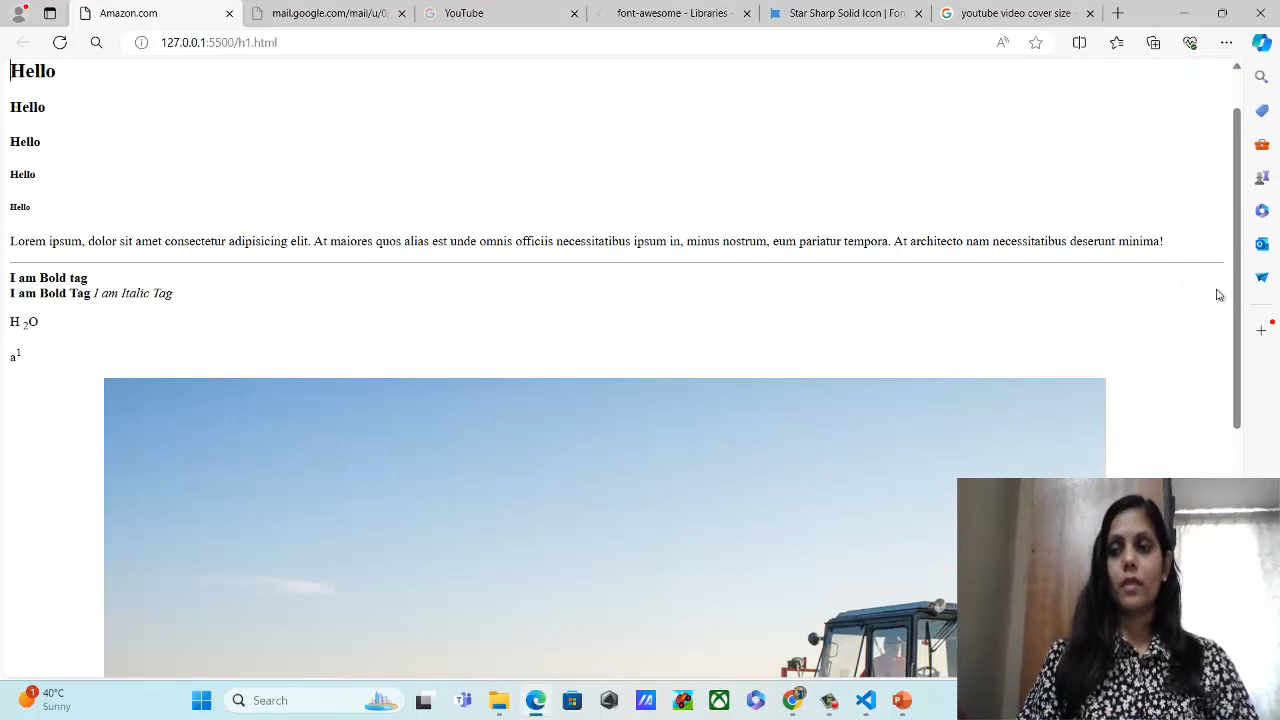 Amazon.com
mail.google.com/mail/u/0
YouTube
font-awesome - Libraries -
Star Sharp Solid Icon | Fon
youtube video cover size -
127.0.0.1:5500/h1.html
Hello
Hello
Hello
Hello
Hello
Lorem ipsum, dolor sit amet consectetur adipisicing elit. At maiores quos alias est unde omnis officiis necessitatibus ipsum in, minus nostrum, eum pariatur tempora. At architecto nam necessitatibus deserunt minima!
I am Bold tag
I am Bold Tag I am Italic Tag
H 2O
a1
1
40°C
Sunny
Search